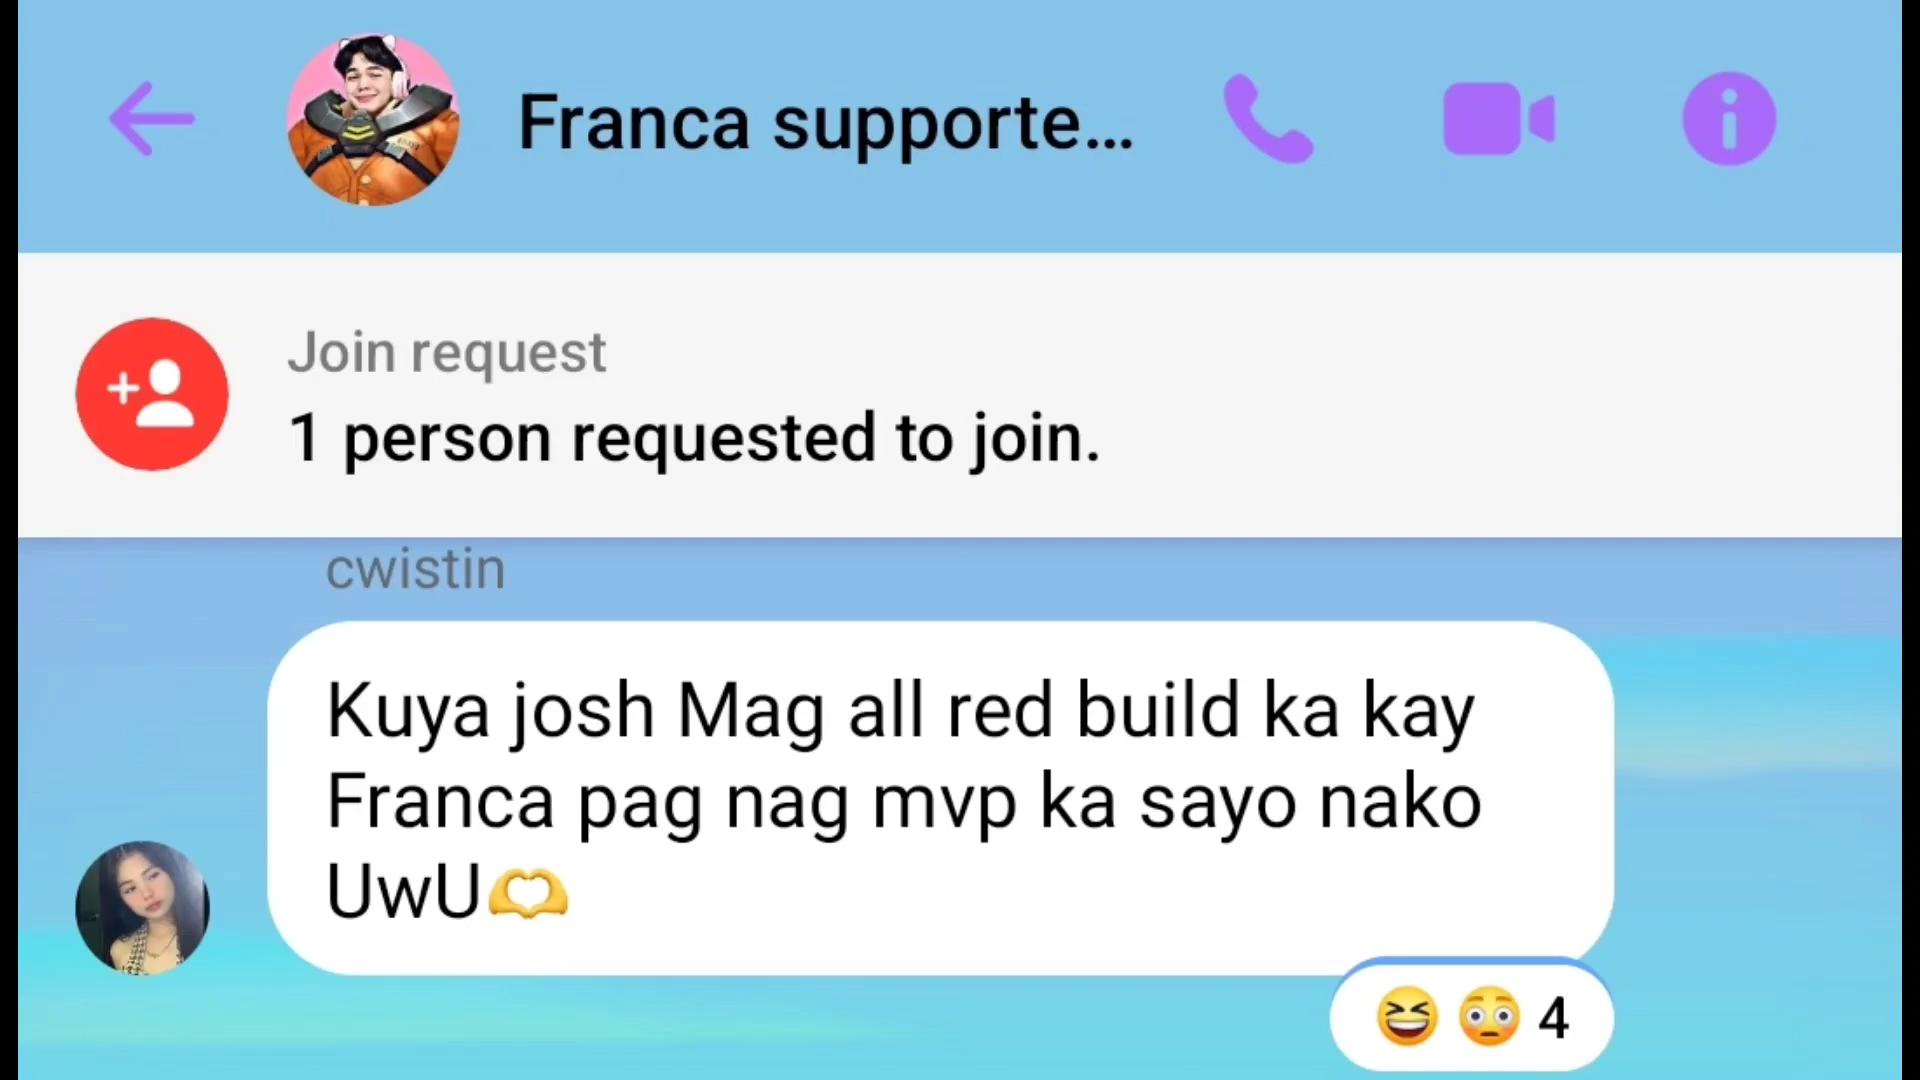 Franca supporte...
Join request
1 person requested to join.
cwistin
Kuya josh Mag all red build ka kay
Franca pag nag mvp ka sayo nako
UwU🫶
😆 😳 4